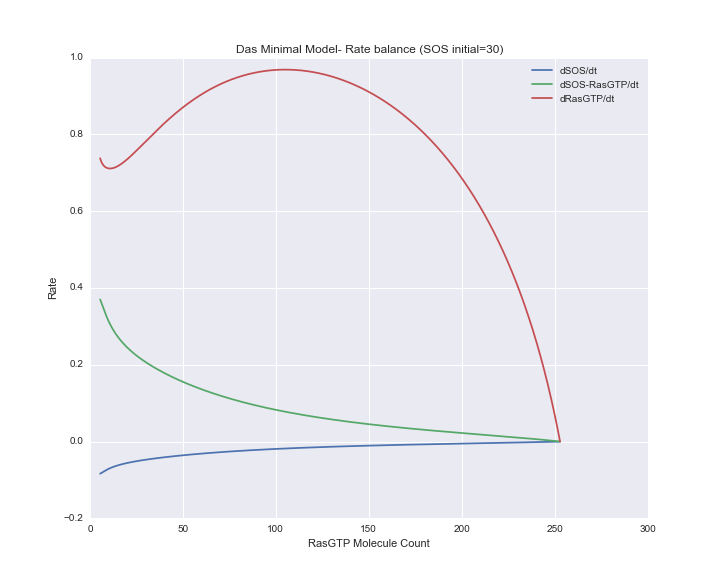 Das Minimal Model- Rate balance (SOS initial=30)
dSOS/dt
dSOS-RasGTP/dt
dRasGTP/dt
1.0
0.8
0.6
0.4
0.2
0.0
−0.2
Rate
0 50 100 150 200 250 300
RasGTP Molecule Count